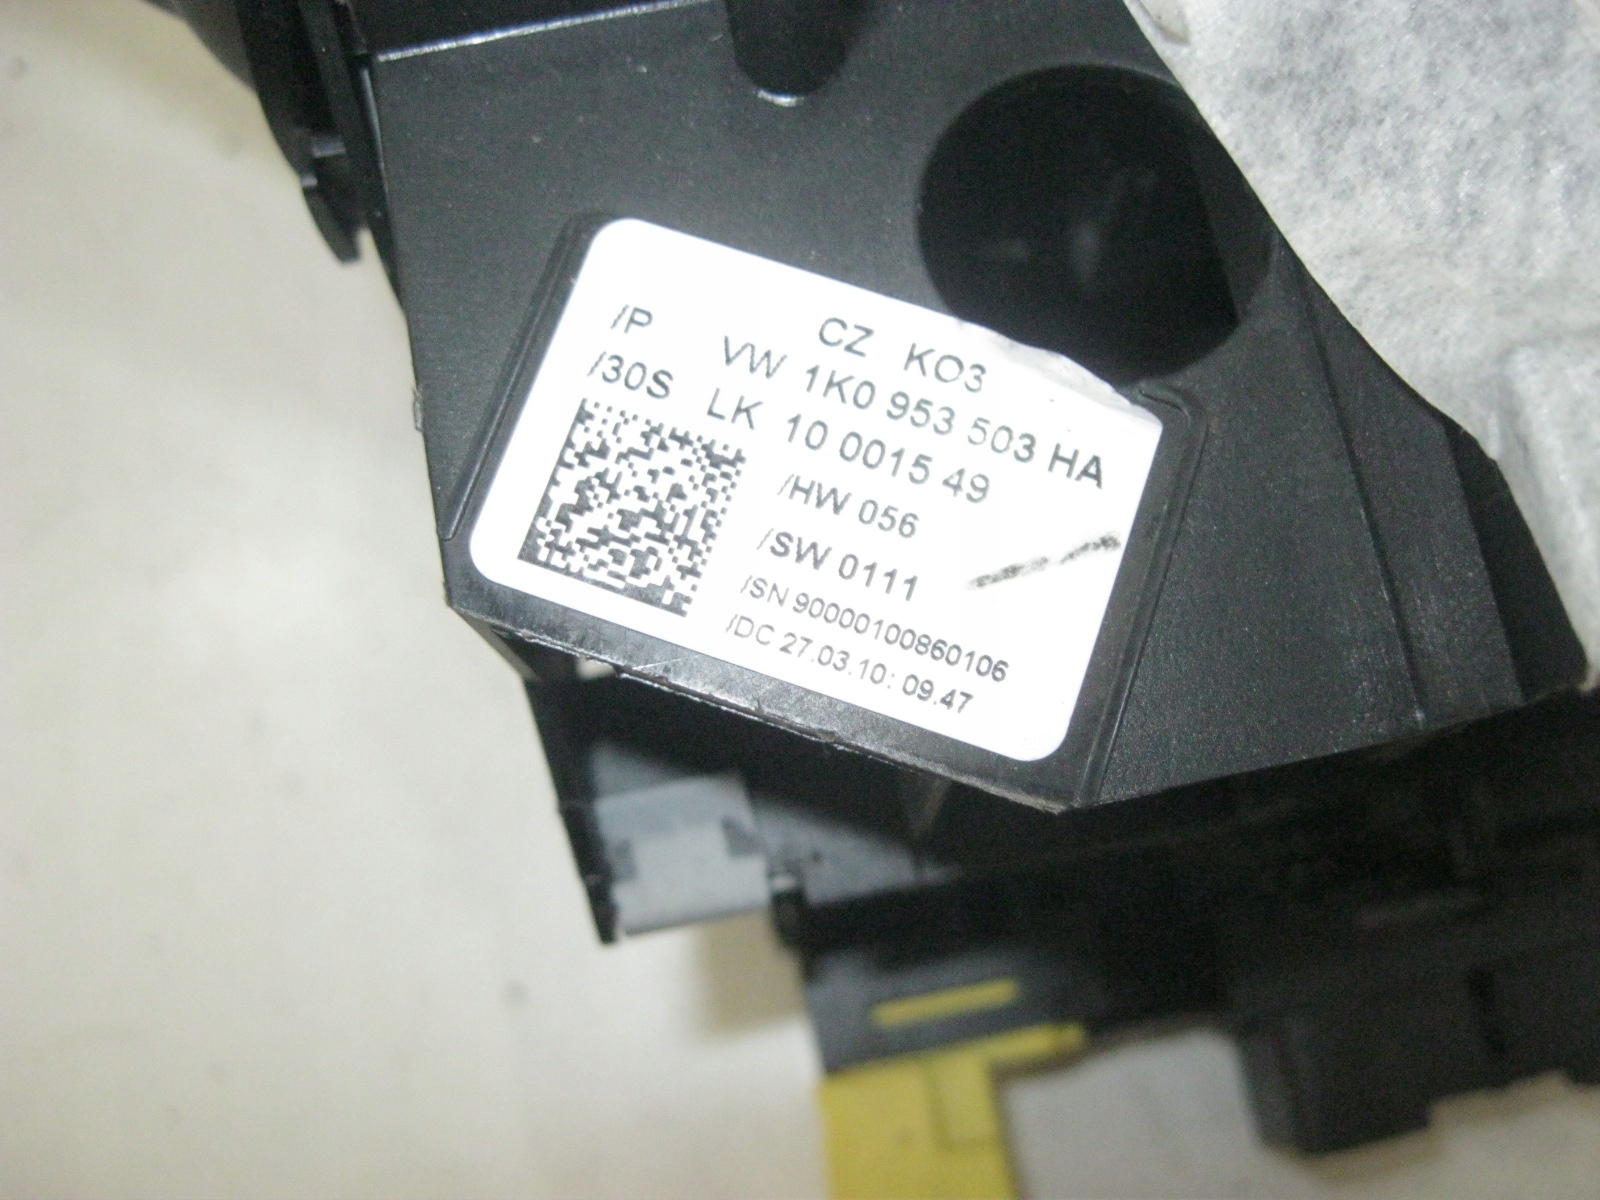 CZ KO3
/P VW 1K0 953 503 HA
/30S LK 10 0015 49
/HW 056
/SW 0111
/SN 90000100860106
/DC 27.03.10: 09.47